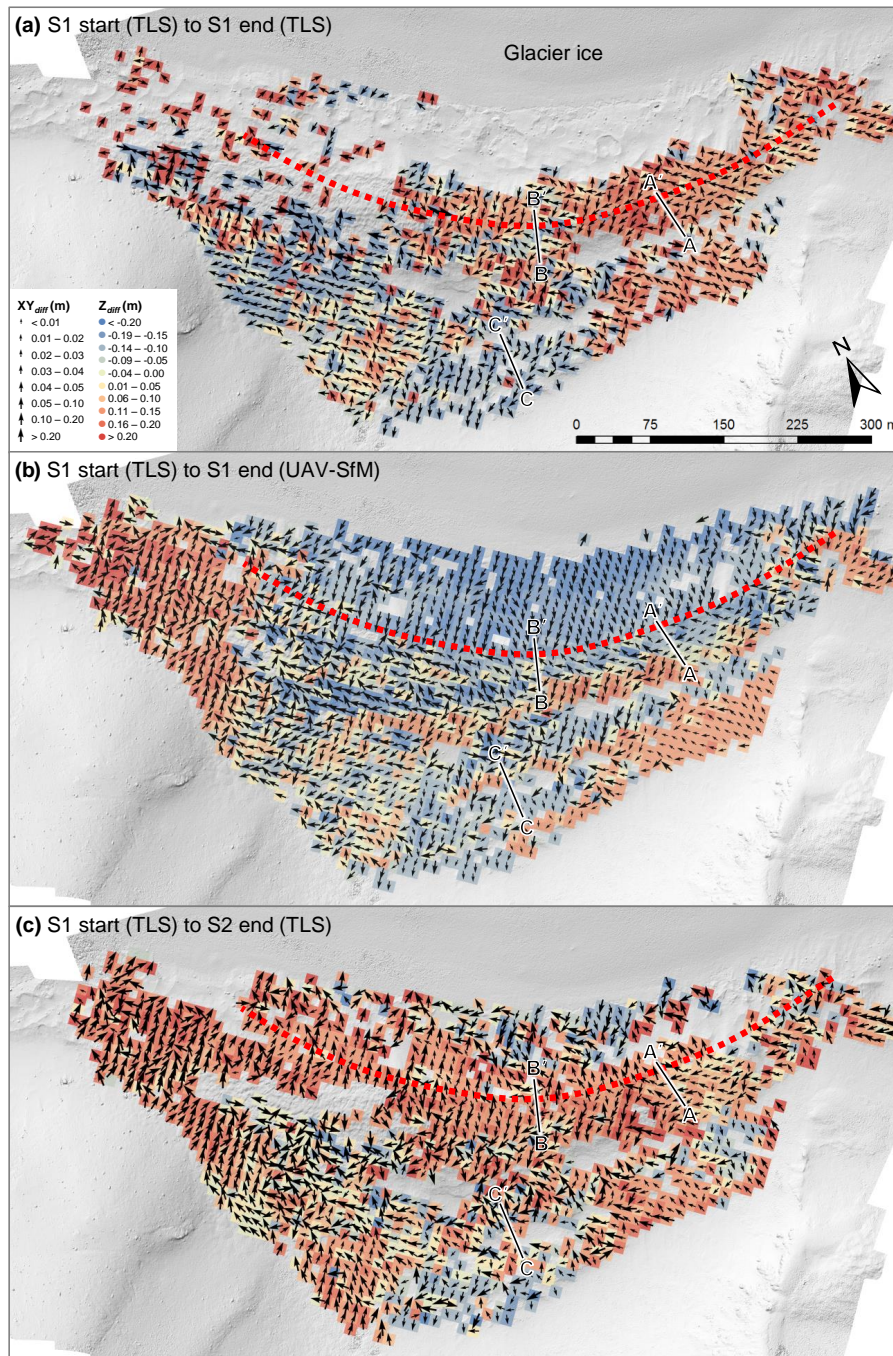 (a) S1 start (TLS) to S1 end (TLS)
Glacier ice
A′
B′
A
B
C′
C
XYdiff (m)
< 0.01
0.01 – 0.02
0.02 – 0.03
0.03 – 0.04
0.04 – 0.05
0.05 – 0.10
0.10 – 0.20
> 0.20
Zdiff (m)
< -0.20
-0.19 – -0.15
-0.14 – -0.10
-0.09 – -0.05
-0.04 – 0.00
0.01 – 0.05
0.06 – 0.10
0.11 – 0.15
0.16 – 0.20
> 0.20
N
0 75 150 225 300 m
(b) S1 start (TLS) to S1 end (UAV-SfM)
A′
B′
A
B
C′
C
(c) S1 start (TLS) to S2 end (TLS)
A′
B′
A
B
C′
C